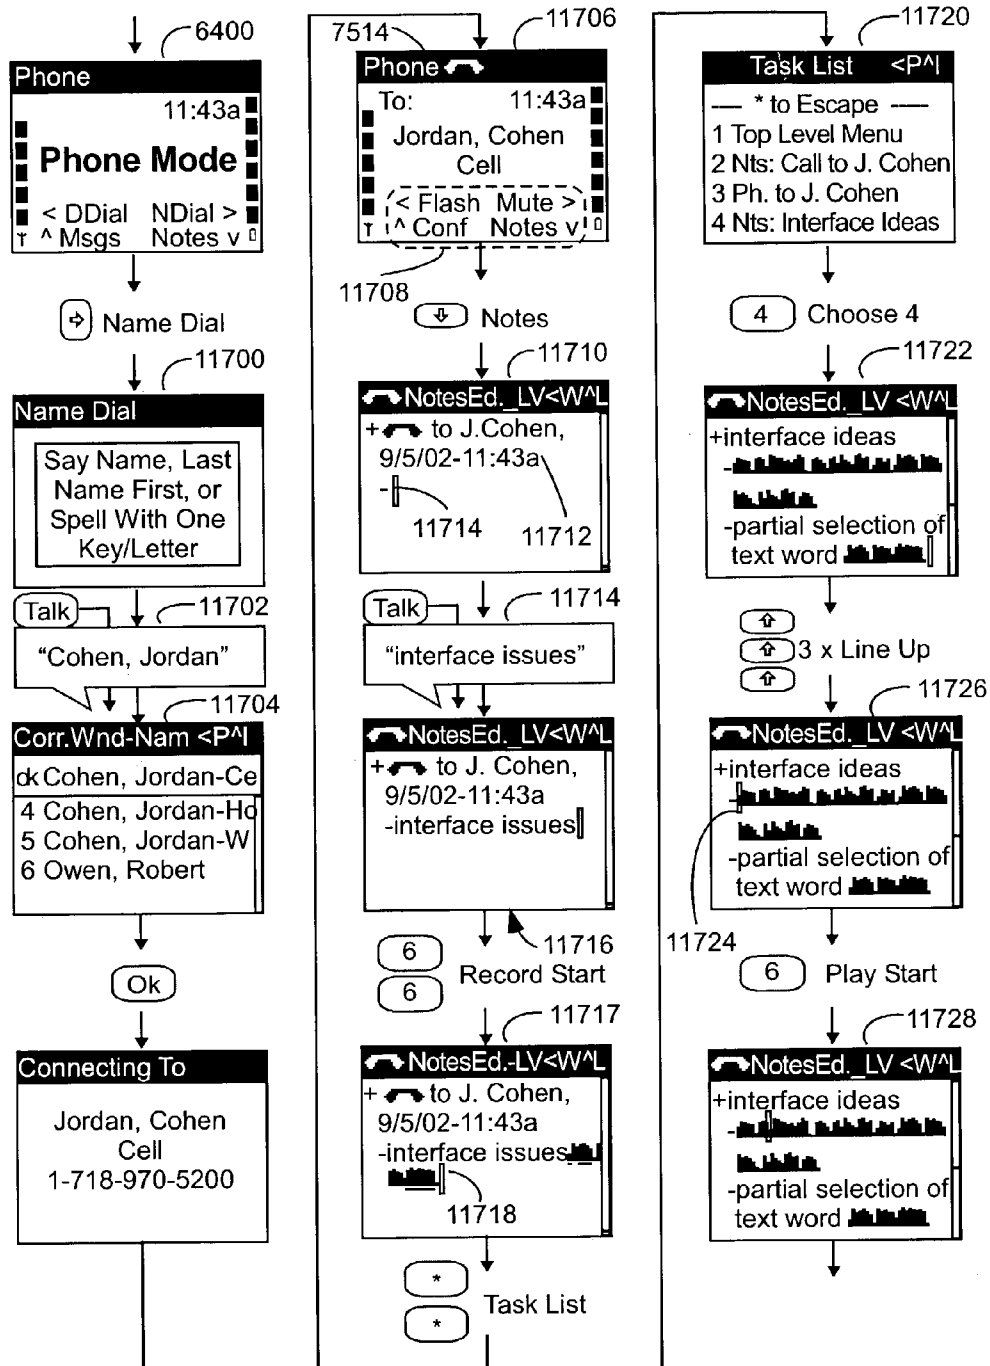 6400
Phone
11:43a
Phone Mode
< DDial NDial >
^ Msgs Notes v
Name Dial
11700
Name Dial
Say Name, Last
Name First, or
Spell With One
Key/Letter
Talk
11702
“Cohen, Jordan”
11704
Corr.Wnd-Nam <P^I
ok Cohen, Jordan-Ce
4 Cohen, Jordan-Ho
5 Cohen, Jordan-W
6 Owen, Robert
Ok
Connecting To
Jordan, Cohen
Cell
1-718-970-5200
7514
11706
Phone
To: 11:43a
Jordan, Cohen
Cell
< Flash Mute >
^ Conf Notes v
11708
Notes
11710
NotesEd._LV<W^L
+ to J.Cohen,
9/5/02-11:43a
-
11714
11712
Talk
11714
“interface issues”
NotesEd._LV<W^L
+ to J. Cohen,
9/5/02-11:43a
-interface issues
11716
6
6
Record Start
11717
NotesEd.-LV<W^L
+ to J. Cohen,
9/5/02-11:43a
-interface issues
11718
*
*
Task List
11720
Task List <P^I
---- * to Escape ----
1 Top Level Menu
2 Nts: Call to J. Cohen
3 Ph. to J. Cohen
4 Nts: Interface Ideas
4 Choose 4
11722
NotesEd._LV <W^L
+interface ideas
-
-partial selection of
text word
3 x Line Up
11726
NotesEd._LV <W^L
+interface ideas
-
-partial selection of
text word
11724
6 Play Start
11728
NotesEd._LV <W^L
+interface ideas
-
-partial selection of
text word